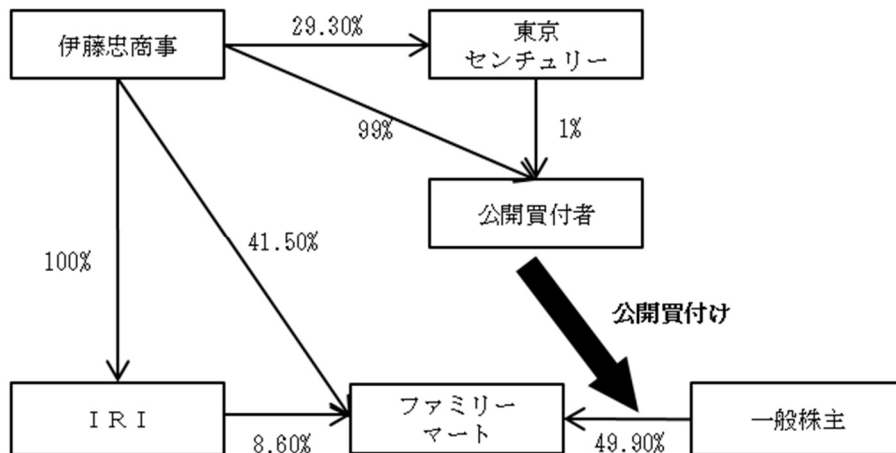 伊藤忠商事
29.30%
東京
センチュリー
99%
1%
公開買付者
100%
41.50%
公開買付け
ＩＲＩ
8.60%
ファミリー
マート
49.90%
一般株主